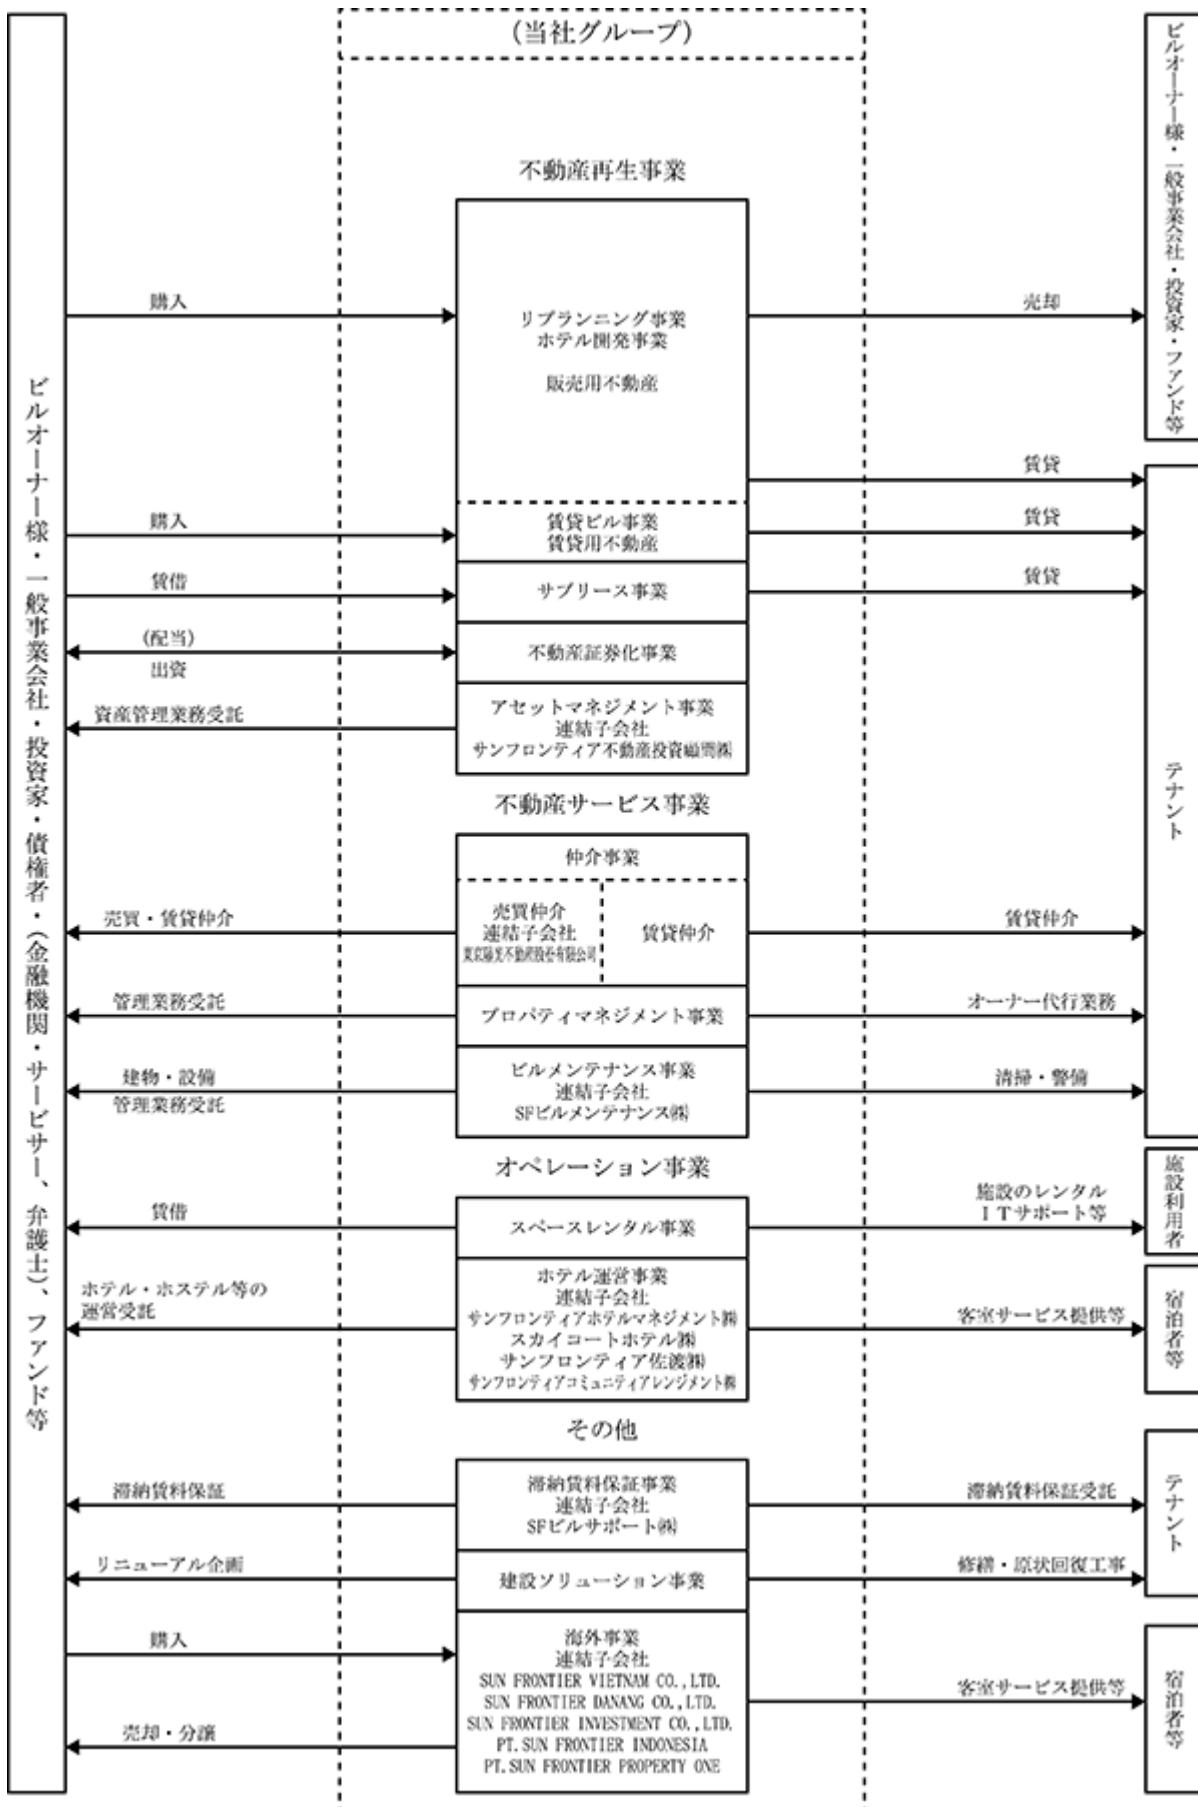 (当社グループ)
ビルオーナー様・一般事業会社・投資家・債権者・(金融機関・サービサー、弁護士)、ファンド等
ビルオーナー様・一般事業会社・投資家・ファンド等
不動産再生事業
購入
リプランニング事業
ホテル開発事業
販売用不動産
売却
賃貸
購入
賃貸ビル事業
賃貸用不動産
賃貸
賃借
サブリース事業
賃貸
(配当)
出資
不動産証券化事業
資産管理業務受託
アセットマネジメント事業
連結子会社
サンフロンティア不動産投資顧問㈱
テナント
不動産サービス事業
仲介事業
売買・賃貸仲介
売買仲介
連結子会社
東京陽光不動産股份有限公司
賃貸仲介
賃貸仲介
管理業務受託
プロパティマネジメント事業
オーナー代行業務
建物・設備
管理業務受託
ビルメンテナンス事業
連結子会社
SFビルメンテナンス㈱
清掃・警備
オペレーション事業
賃借
スペースレンタル事業
施設のレンタル
ITサポート等
施設利用者
ホテル・ホステル等の
運営受託
ホテル運営事業
連結子会社
サンフロンティアホテルマネジメント㈱
スカイコートホテル㈱
サンフロンティア佐渡㈱
サンフロンティアコミュニティアレンジメント㈱
客室サービス提供等
宿泊者等
その他
滞納賃料保証
滞納賃料保証事業
連結子会社
SFビルサポート㈱
滞納賃料保証受託
テナント
リニューアル企画
建設ソリューション事業
修繕・原状回復工事
購入
売却・分譲
海外事業
連結子会社
SUN FRONTIER VIETNAM CO.,LTD.
SUN FRONTIER DANANG CO.,LTD.
SUN FRONTIER INVESTMENT CO.,LTD.
PT.SUN FRONTIER INDONESIA
PT.SUN FRONTIER PROPERTY ONE
客室サービス提供等
宿泊者等